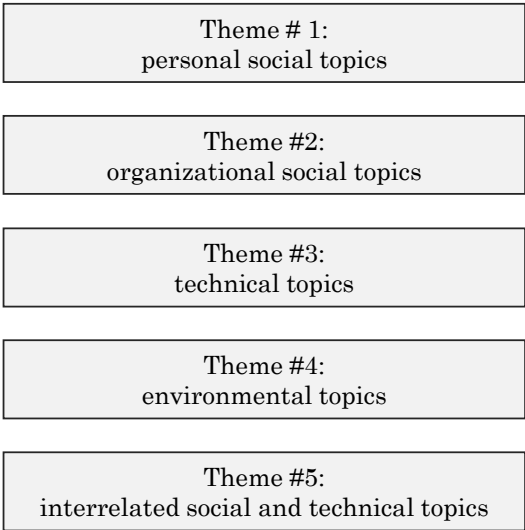 Theme # 1:
personal social topics
Theme #2:
organizational social topics
Theme #3:
technical topics
Theme #4:
environmental topics
Theme #5:
interrelated social and technical topics